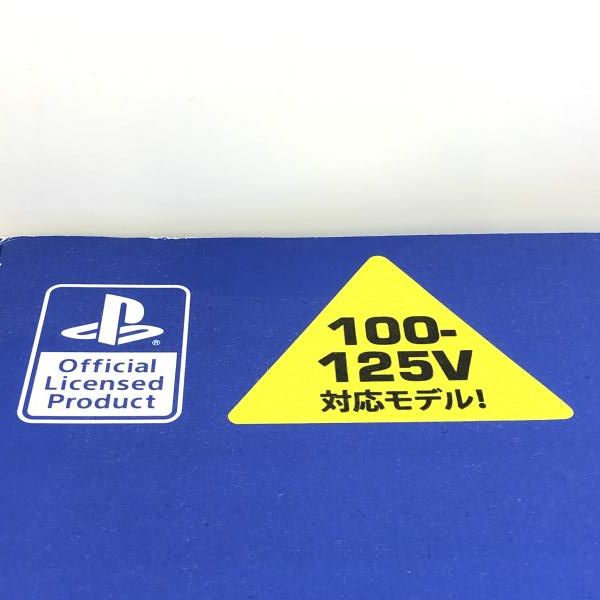 Official
Licensed
Product
®
100-
125V
対応モデル!